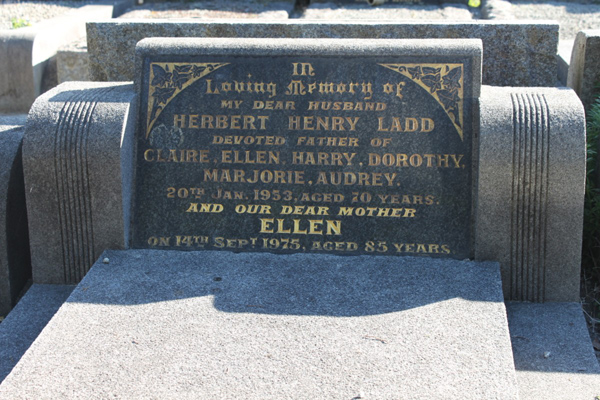 In
Loving Memory of
MY DEAR HUSBAND
HERBERT HENRY LADD
DEVOTED FATHER OF
CLAIRE, ELLEN, HARRY, DOROTHY,
MARJORIE, AUDREY.
20TH JAN. 1953, AGED 70 YEARS.
AND OUR DEAR MOTHER
ELLEN
ON 14TH SEPT 1975, AGED 85 YEARS